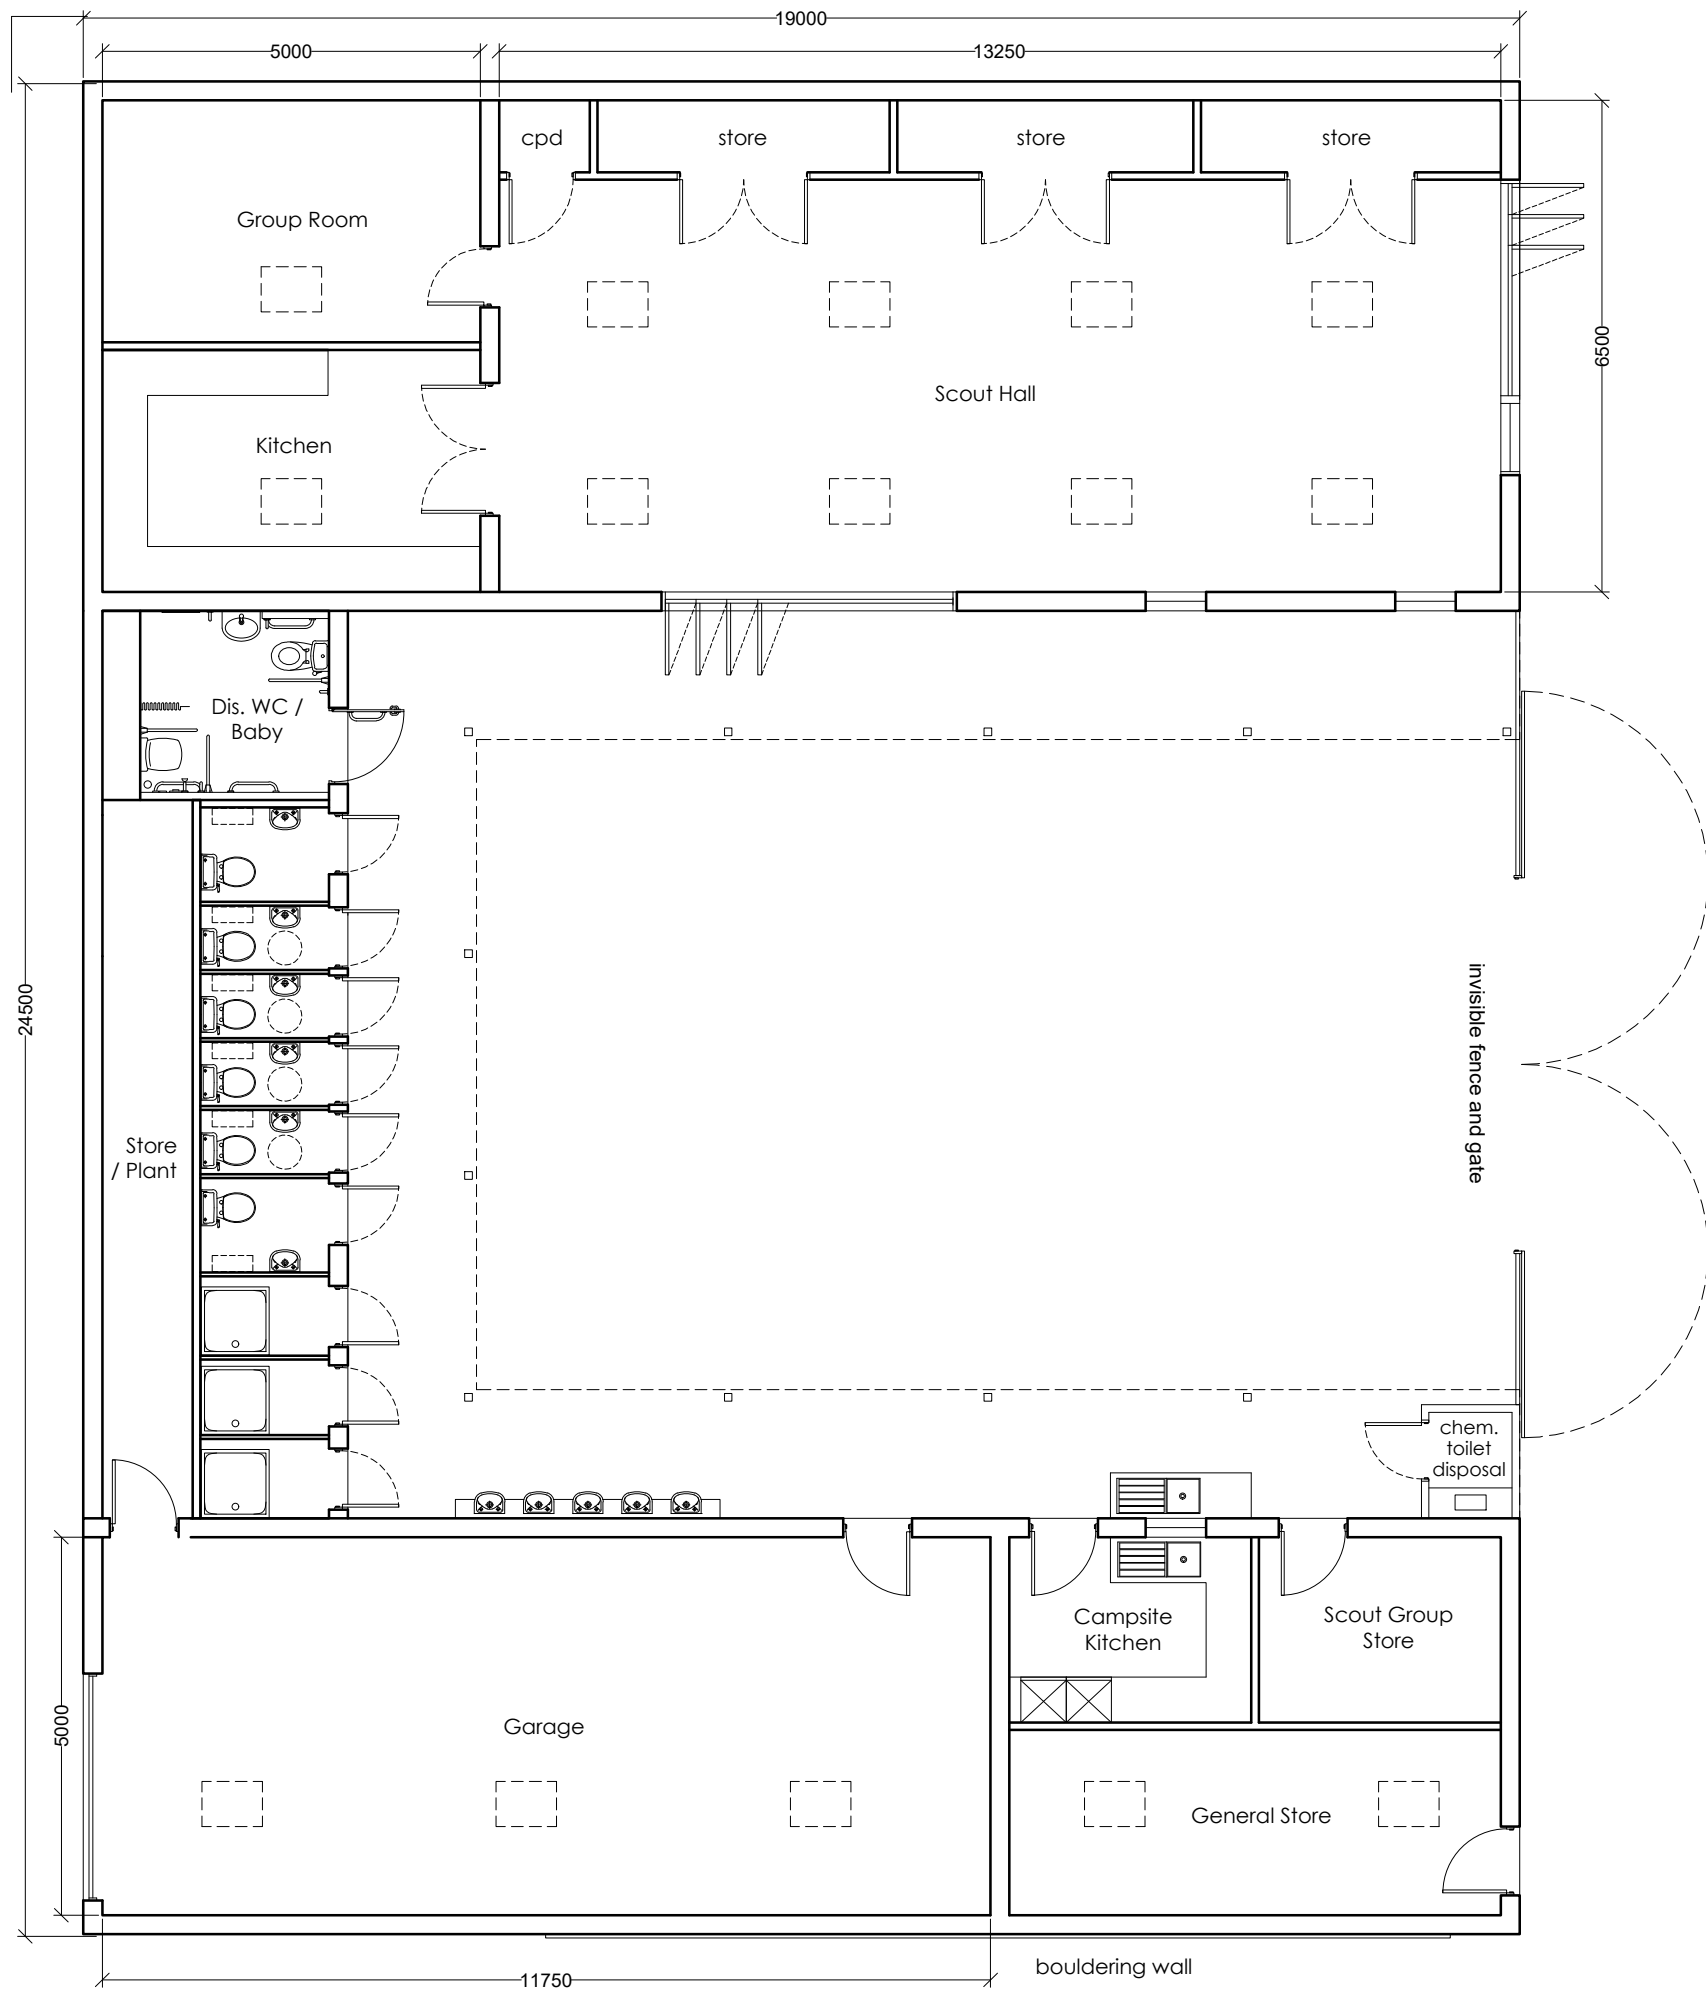 19000
5000
13250
cpd
store
store
store
Group Room
6500
Scout Hall
Kitchen
Dis. WC /
Baby
24500
invisible fence and gate
Store
/ Plant
chem.
toilet
disposal
Campsite
Kitchen
Scout Group
Store
5000
Garage
General Store
bouldering wall
11750